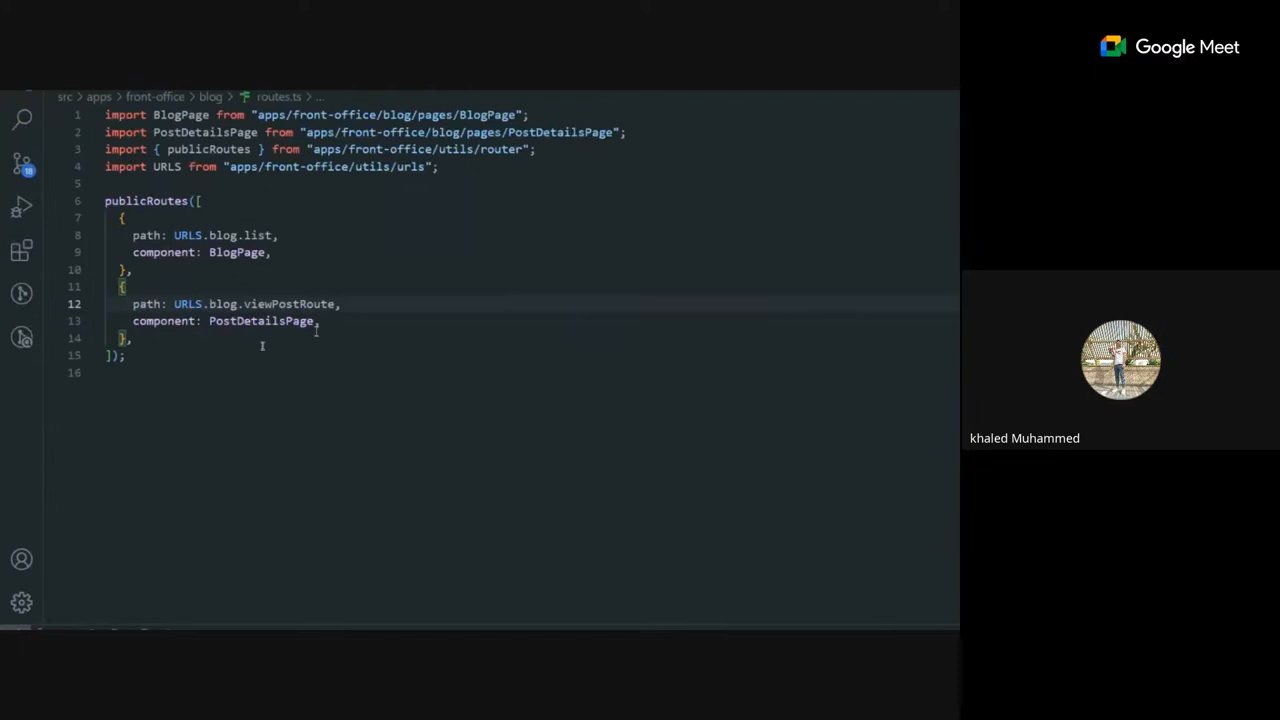 Google Meet
src > apps > front-office > blog > routes.ts > ...
1 import BlogPage from "apps/front-office/blog/pages/BlogPage";
2 import PostDetailsPage from "apps/front-office/blog/pages/PostDetailsPage";
3 import { publicRoutes } from "apps/front-office/utils/router";
4 import URLS from "apps/front-office/utils/urls";
5
6 publicRoutes([
7 {
8 path: URLS.blog.list,
9 component: BlogPage,
10 },
11 {
12 path: URLS.blog.viewPostRoute,
13 component: PostDetailsPage,
14 },
15 ]);
16
18
khaled Muhammed